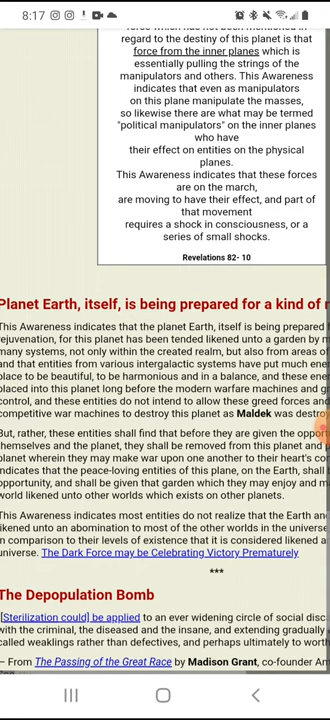 8:17
regard to the destiny of this planet is that
force from the inner planes which is
essentially pulling the strings of the
manipulators and others. This Awareness
indicates that even as manipulators
on this plane manipulate the masses,
so likewise there are what may be termed
"political manipulators" on the inner planes
who have
their effect on entities on the physical
planes.
This Awareness indicates that these forces
are on the march,
are moving to have their effect, and part of
that movement
requires a shock in consciousness, or a
series of small shocks.
Revelations 82- 10
Planet Earth, itself, is being prepared for a kind of
This Awareness indicates that the planet Earth, itself is being prepared
rejuvenation, for this planet has been tended likened unto a garden by
many systems, not only within the created realm, but also from areas of
and that entities from various intergalactic systems have put much
place to be beautiful, to be harmonious and in a balance, and these
placed into this planet long before the modern warfare machines and
control, and these entities do not intend to allow these greed forces and
competitive war machines to destroy this planet as Maldek was
But, rather, these entities shall find that before they are given the
themselves and the planet, they shall be removed from this planet and
planet wherein they may make war upon one another to their heart's
indicates that the peace-loving entities of this plane, on the Earth, shall
opportunity, and shall be given that garden which they may enjoy and
world likened unto other worlds which exists on other planets.
This Awareness indicates most entities do not realize that the Earth
likened unto an abomination to most of the other worlds in the universe
in comparison to their levels of existence that it is considered likened a
universe. The Dark Force may be Celebrating Victory Prematurely
***
The Depopulation Bomb
[Sterilization could] be applied to an ever widening circle of social
with the criminal, the diseased and the insane, and extending gradually
called weaklings rather than defectives, and perhaps ultimately to
— From The Passing of the Great Race by Madison Grant, co-founder